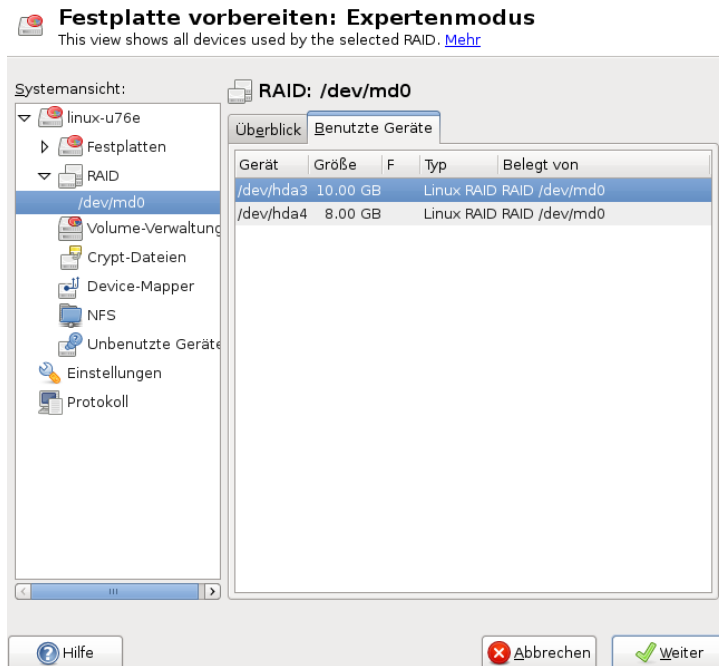 Festplatte vorbereiten: Expertenmodus
This view shows all devices used by the selected RAID. Mehr
Systemansicht:
linux-u76e
Festplatten
RAID
/dev/md0
Volume-Verwaltung
Crypt-Dateien
Device-Mapper
NFS
Unbenutzte Geräte
Einstellungen
Protokoll
RAID: /dev/md0
Überblick Benutzte Geräte
Gerät Größe F Typ Belegt von
/dev/hda3 10.00 GB Linux RAID RAID /dev/md0
/dev/hda4 8.00 GB Linux RAID RAID /dev/md0
Hilfe Abbrechen Weiter